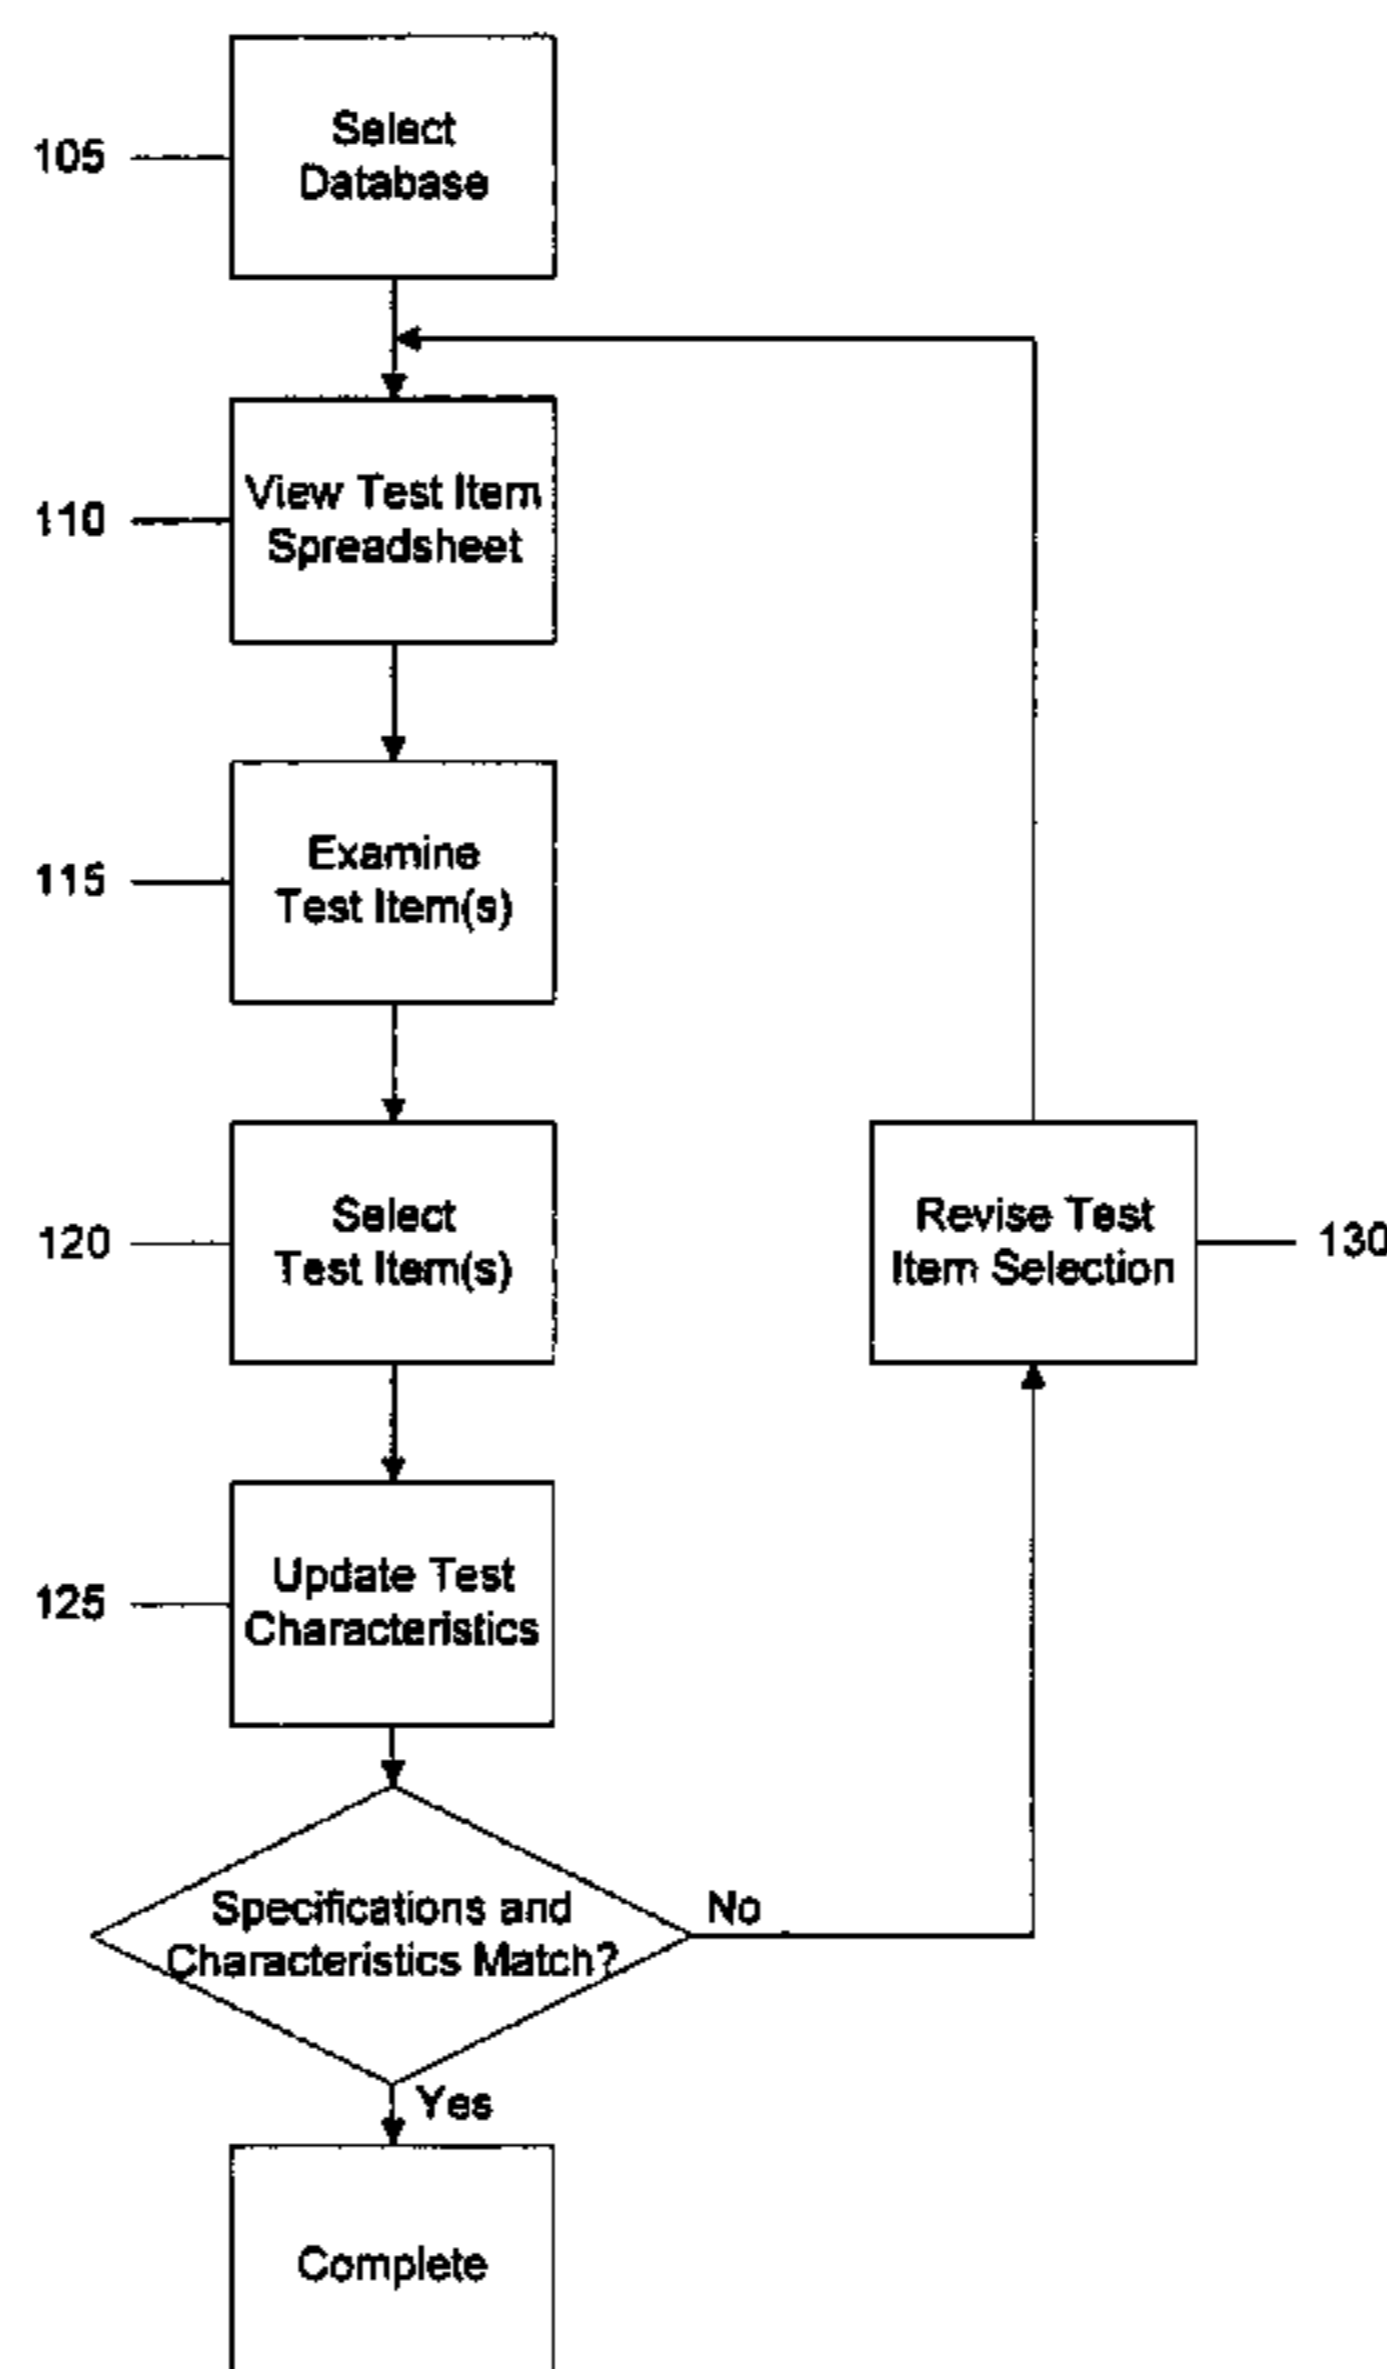 105
Select
Database
110
View Test Item
Spreadsheet
115
Examine
Test Item(s)
120
Select
Test Item(s)
Revise Test
Item Selection
130
125
Update Test
Characteristics
Specifications and
Characteristics Match?
No
Yes
Complete